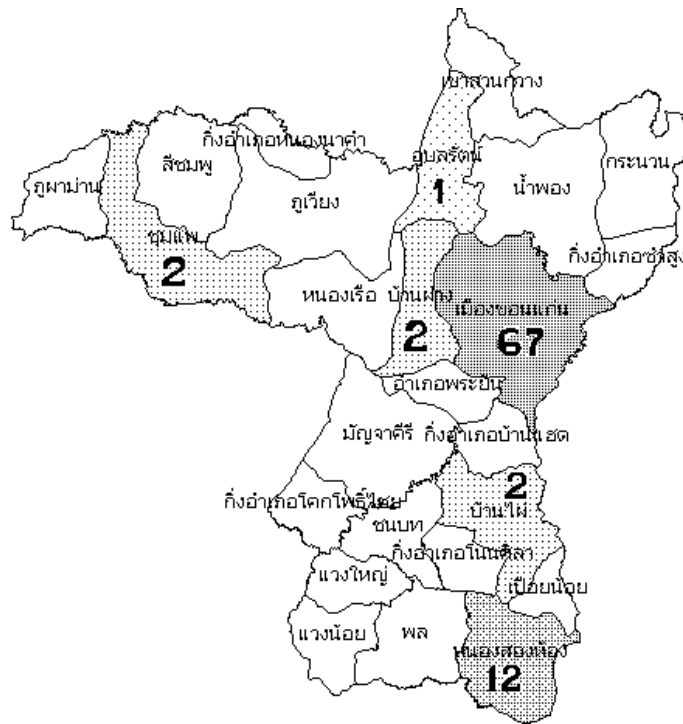 เขาสวนกวาง
กิ่งอำเภอหนองนาคำ
อุบลรัตน์
สีชมพู
กระนวน
ภูผาม่าน
1
น้ำพอง
ภูเวียง
ชุมแพ
กิ่งอำเภอซำสูง
2
หนองเรือ
บ้านฝาง
เมืองขอนแก่น
2
67
อำเภอพระยืน
มัญจาคีรี
กิ่งอำเภอบ้านแฮด
2
กิ่งอำเภอโคกโพธิ์ไชย
บ้านไผ่
ชนบท
กิ่งอำเภอโนนศิลา
แวงใหญ่
เปือยน้อย
แวงน้อย
พล
หนองสองห้อง
12